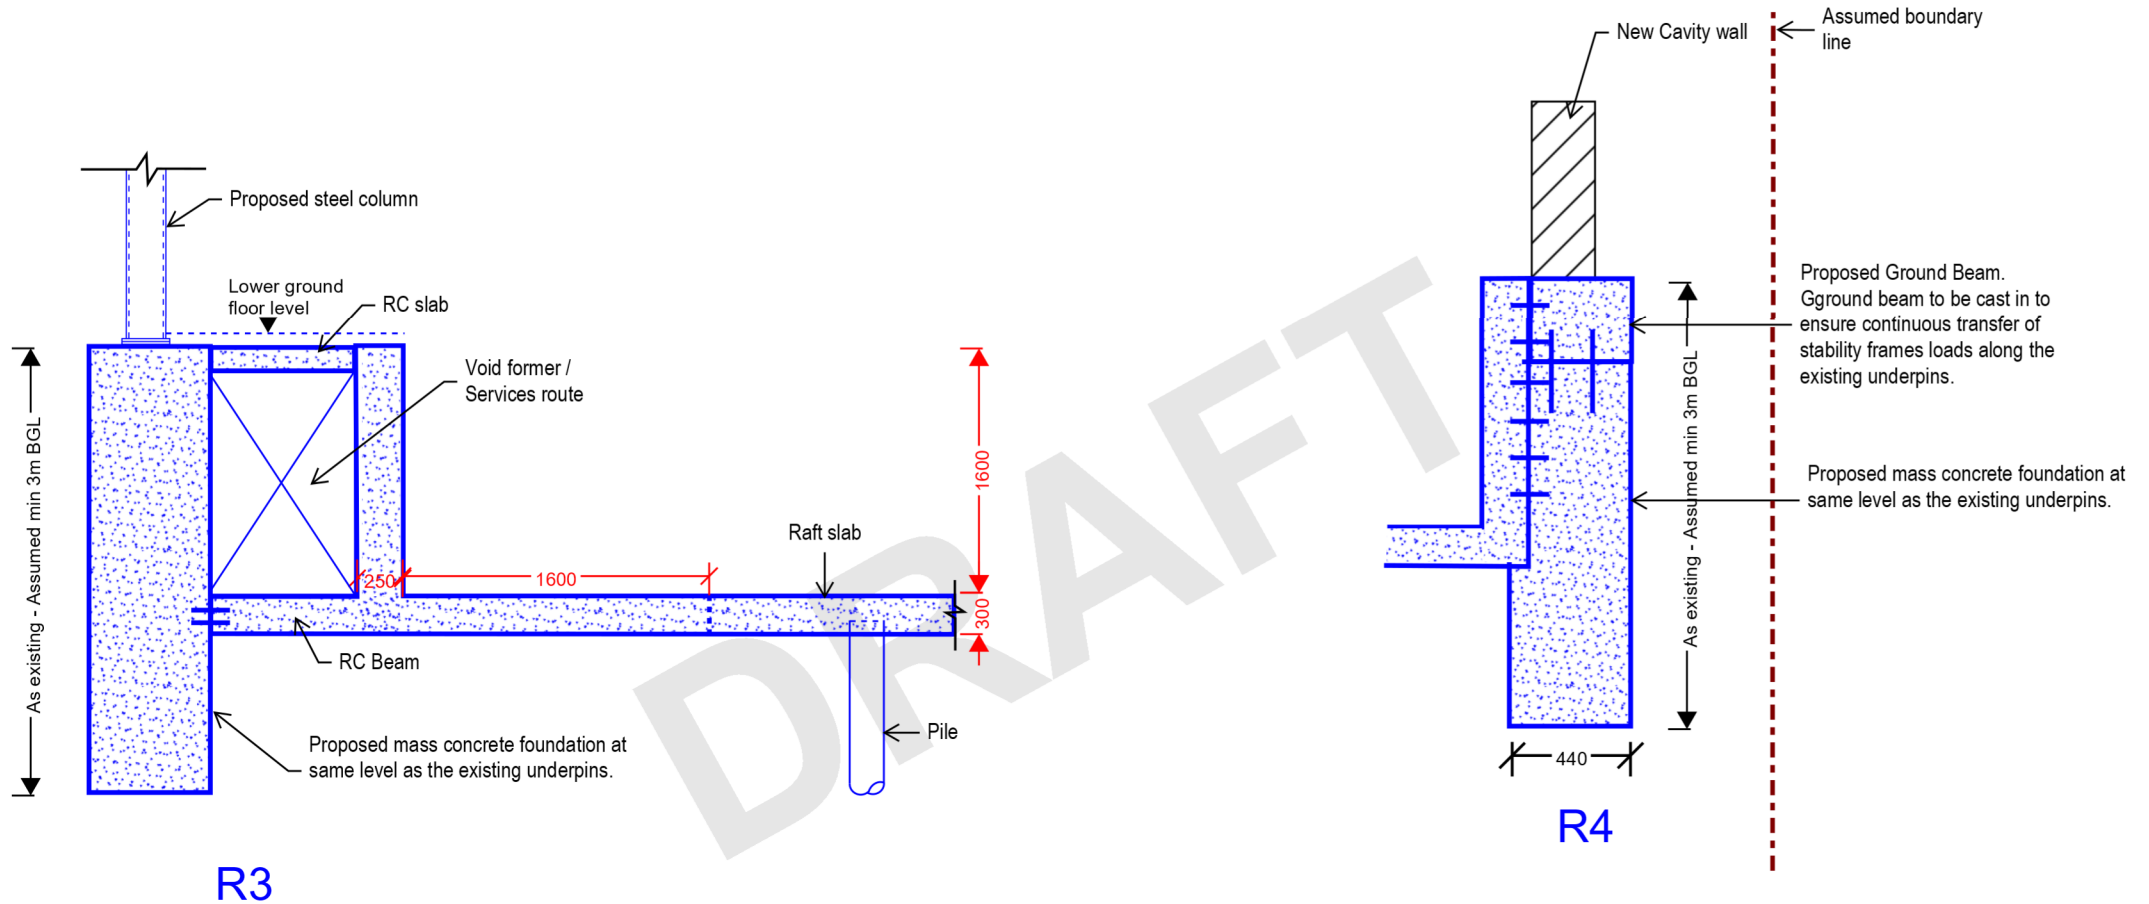 Proposed steel column
Lower ground
floor level
RC slab
Void former /
Services route
As existing - Assumed min 3m BGL
1600
Raft slab
250
1600
300
RC Beam
Pile
Proposed mass concrete foundation at
same level as the existing underpins.
R3
DRAFT
New Cavity wall
Assumed boundary
line
Proposed Ground Beam.
Gground beam to be cast in to
ensure continuous transfer of
stability frames loads along the
existing underpins.
As existing - Assumed min 3m BGL
Proposed mass concrete foundation at
same level as the existing underpins.
440
R4